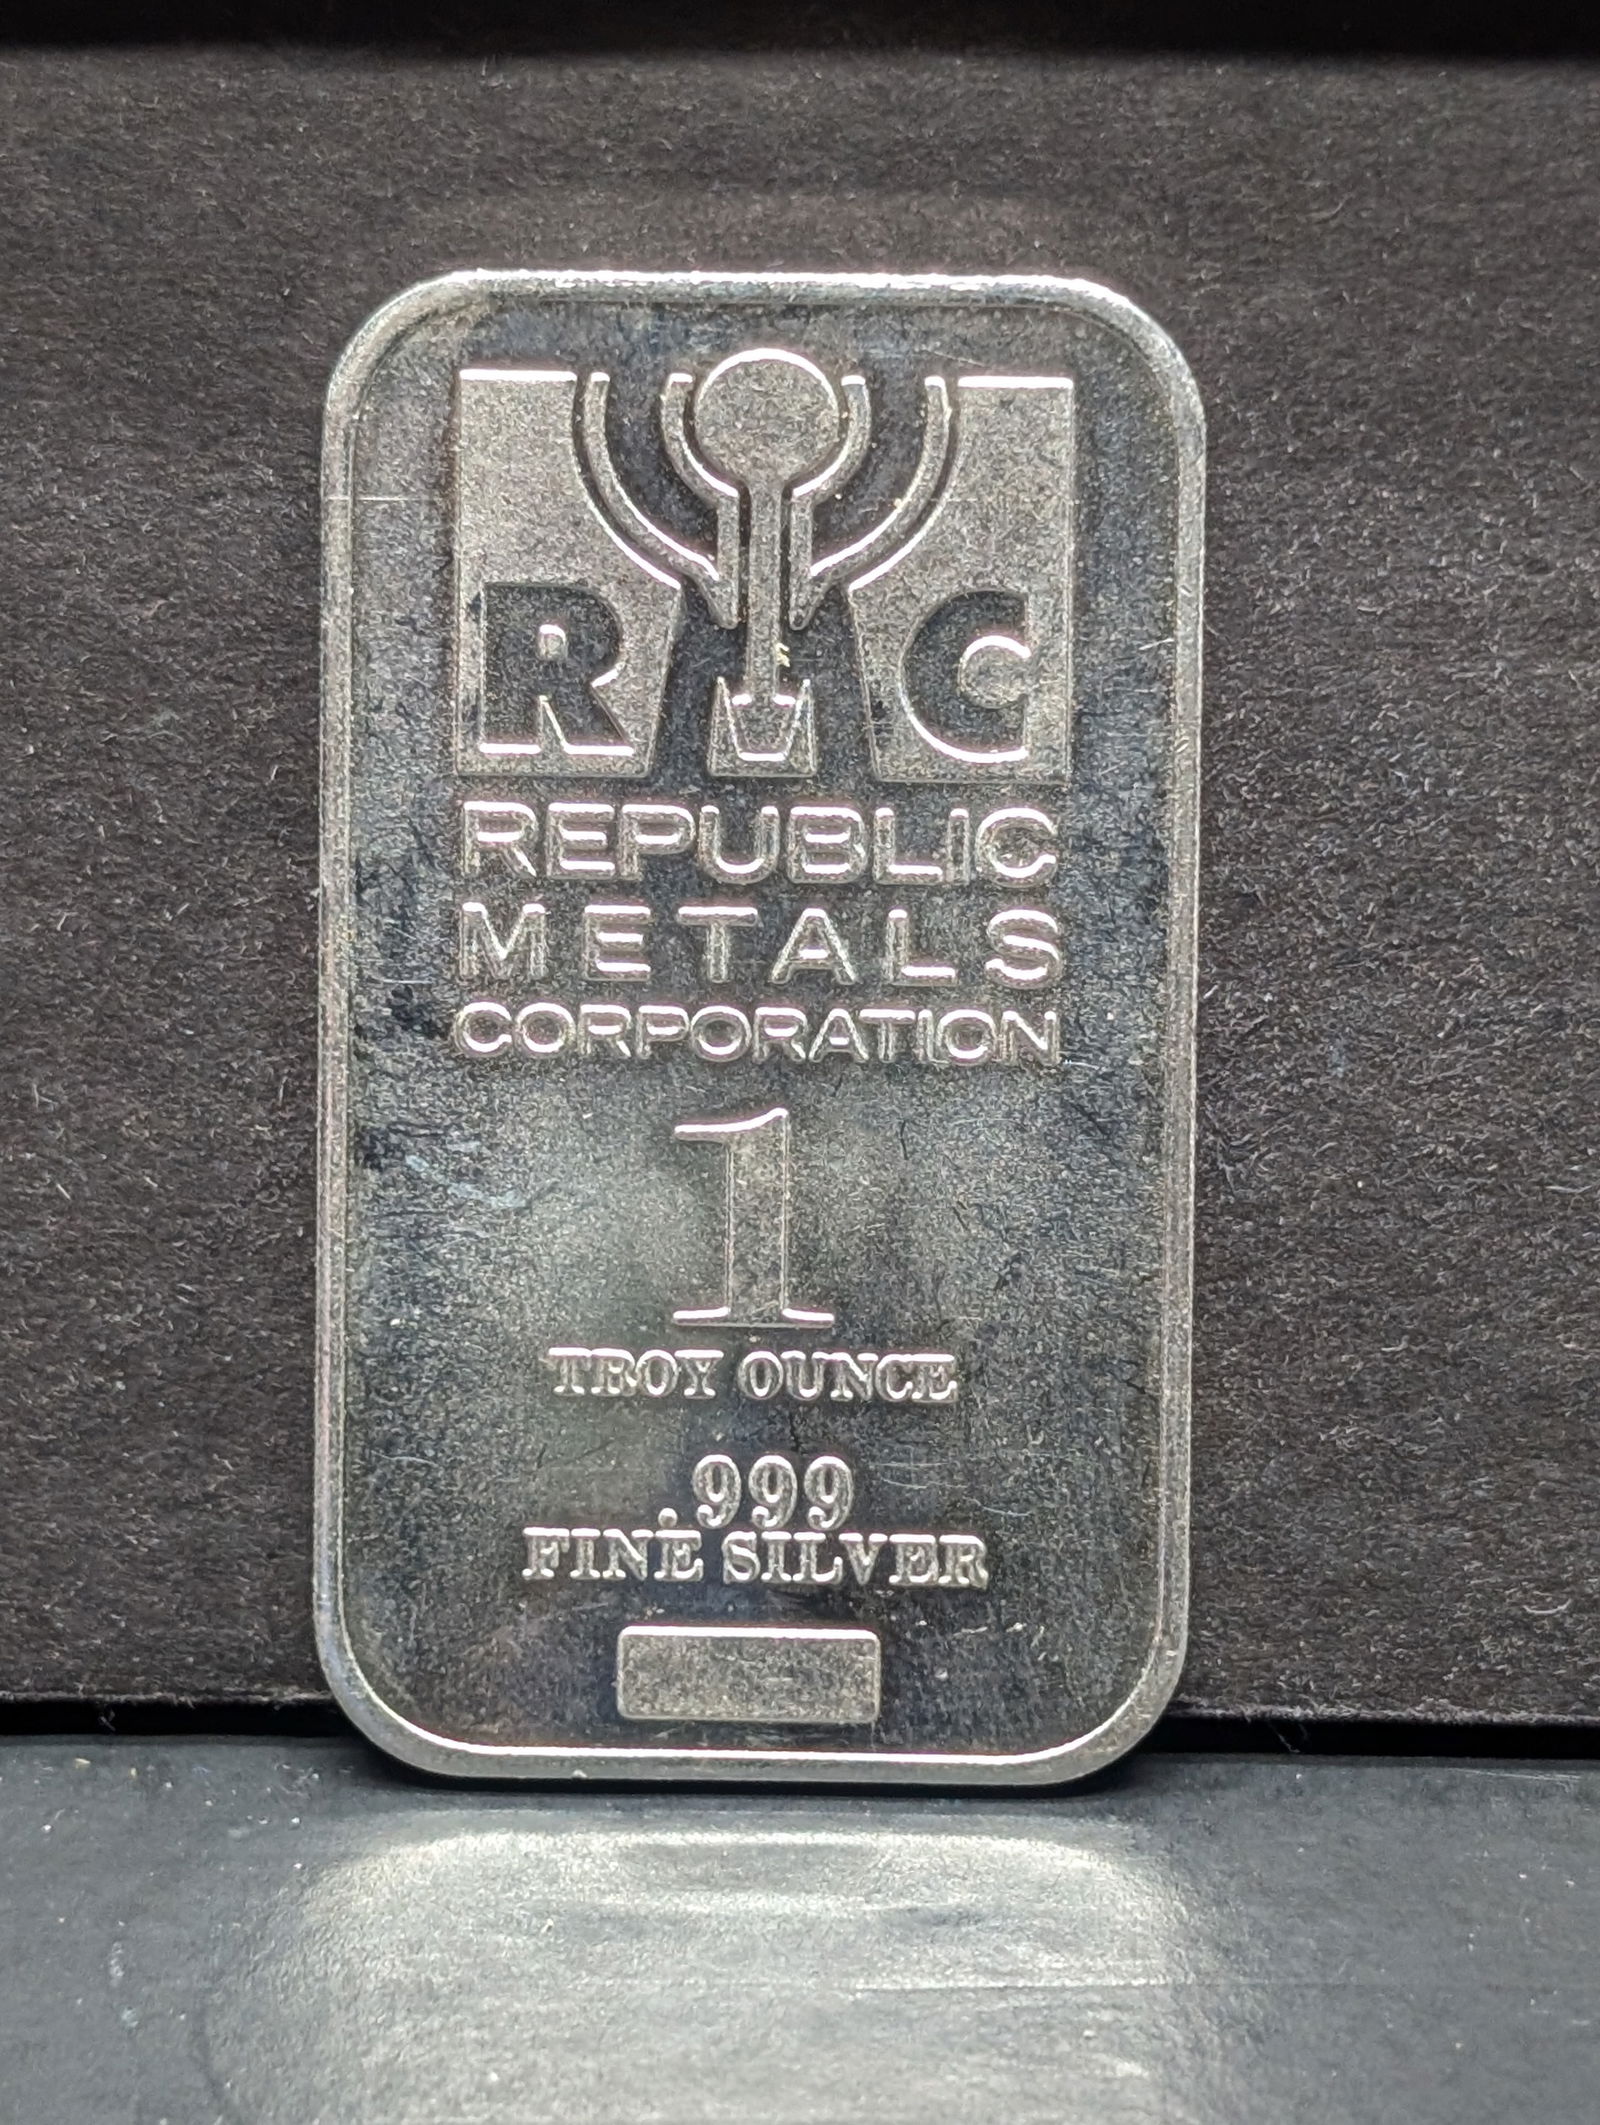 R C
REPUBLIC
METALS
CORPORATION
1
TROY OUNCE
.999
FINE SILVER